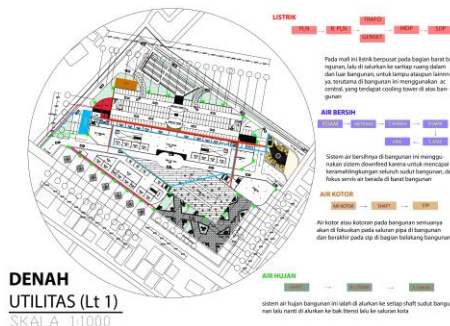 LISTRIK
PLN
R. PLN
TRAFO
GENSET
MDP
SDP
Pada mall ini listrik berpusat pada bagian barat b
ngunan, lalu di salurkan ke sertiap ruang dalam
dan luar bangunan, untuk lampu ataupun lainnn
ya, terutama di bangunan ini menggunakan ac
central, yang terdapat cooling tower di atos ban-
gunan
AIR BERSIH
PDAM
METERAN
POMPA
Sistem air bersihnya di bangunan ini menggu-
nakan sistem downfeed karena untuk mencapai
keramahlingkungan seluruh sudut bangunan, da
fokus servis air berada di barat bangunan
AIR KOTOR
AIR KOTOR
SHAFT
STP
Air kotor atau kotoran pada bangunan semuanya
akan di fokuskan pada saluran pipa di bangunan
dan berakhir pada stp di bagian belakang bangunan
AIR HUJAN
sistem air hujan bangunan ini ialah di alurkan ke setiap shaft sudut bangu
nan lalu nanti di alurkan ke bak litensi lalu ke saluran kota
DENAH
UTILITAS (Lt 1)
SKALA 1:1000